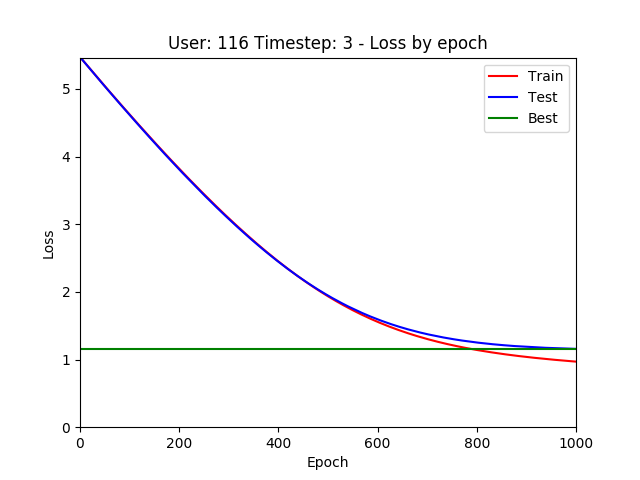 User: 116 Timestep: 3 - Loss by epoch
Train
Test
Best
5
4
3
2
1
0
Loss
0 200 400 600 800 1000
Epoch